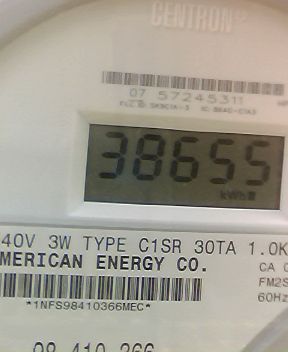 CENTRON
07 57245311
38655
kWh
40V 3W TYPE C1SR 30TA 1.0K
MERICAN ENERGY CO.
CA
FM2S
60Hz
*1NFS98410366MEC*
98 410 366